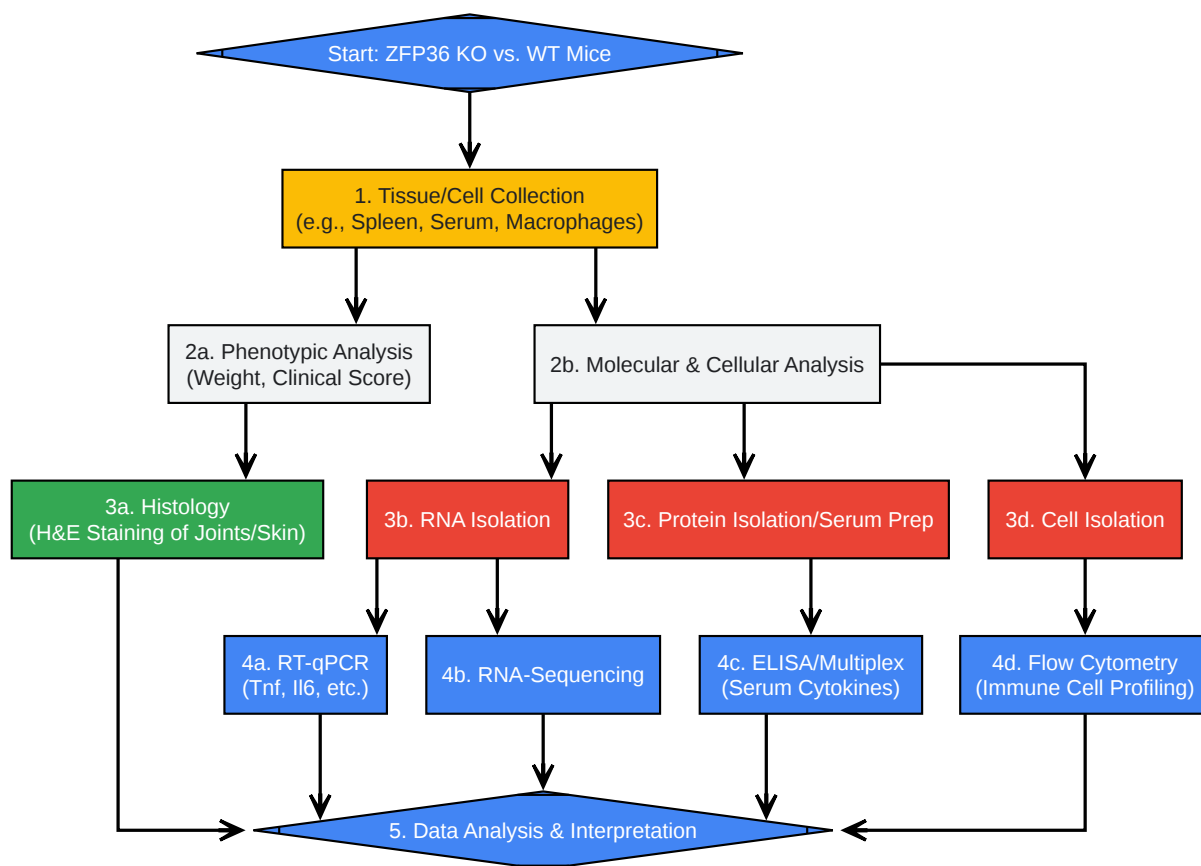 Start: ZFP36 KO vs. WT Mice
1. Tissue/Cell Collection
(e.g., Spleen, Serum, Macrophages)
2a. Phenotypic Analysis
(Weight, Clinical Score)
2b. Molecular & Cellular Analysis
3a. Histology
(H&E Staining of Joints/Skin)
3b. RNA Isolation
3c. Protein Isolation/Serum Prep
3d. Cell Isolation
4a. RT-qPCR
(Tnf, Il6, etc.)
4b. RNA-Sequencing
4c. ELISA/Multiplex
(Serum Cytokines)
4d. Flow Cytometry
(Immune Cell Profiling)
5. Data Analysis & Interpretation